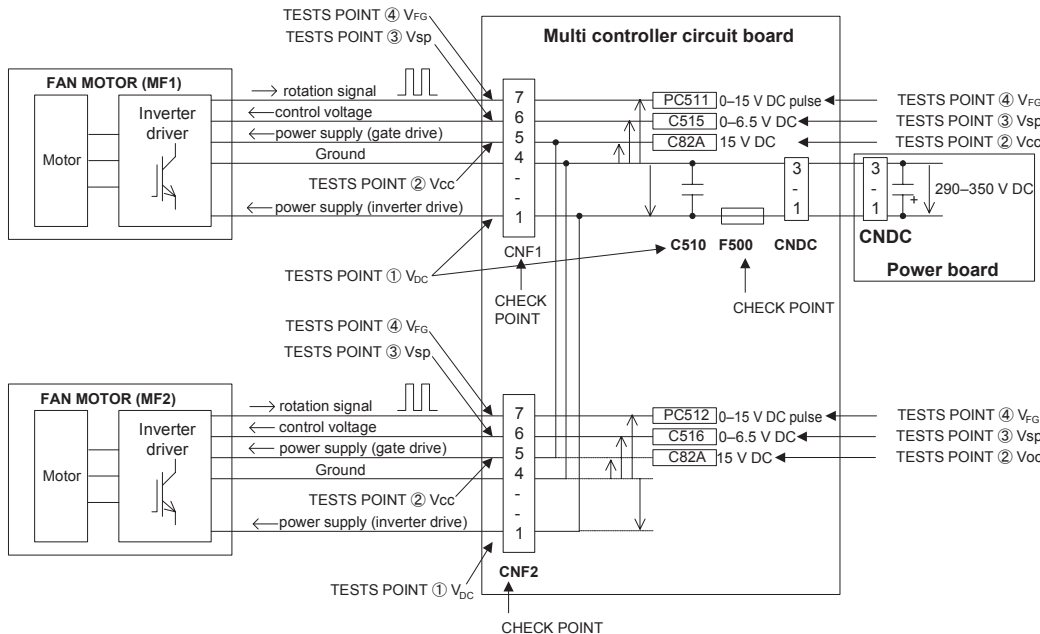 TESTS POINT ④ VFG
TESTS POINT ③ Vsp
Multi controller circuit board
FAN MOTOR (MF1)
Motor
Inverter
driver
rotation signal
control voltage
power supply (gate drive)
Ground
TESTS POINT ② Vcc
power supply (inverter drive)
7
6
5
4
-
-
1
CNF1
PC511 0–15 V DC pulse
TESTS POINT ④ VFG
C515 0–6.5 V DC
TESTS POINT ③ Vsp
C82A 15 V DC
TESTS POINT ② Vcc
3
-
1
3
-
1
290–350 V DC
+
C510 F500 CNDC
CNDC
Power board
TESTS POINT ① VDC
CHECK
POINT
CHECK POINT
TESTS POINT ④ VFG
TESTS POINT ③ Vsp
FAN MOTOR (MF2)
Motor
Inverter
driver
rotation signal
control voltage
power supply (gate drive)
Ground
TESTS POINT ② Vcc
power supply (inverter drive)
7
6
5
4
-
-
1
PC512 0–15 V DC pulse
TESTS POINT ④ VFG
C516 0–6.5 V DC
TESTS POINT ③ Vsp
C82A 15 V DC
TESTS POINT ②
TESTS POINT ① VDC
CNF2
CHECK POINT